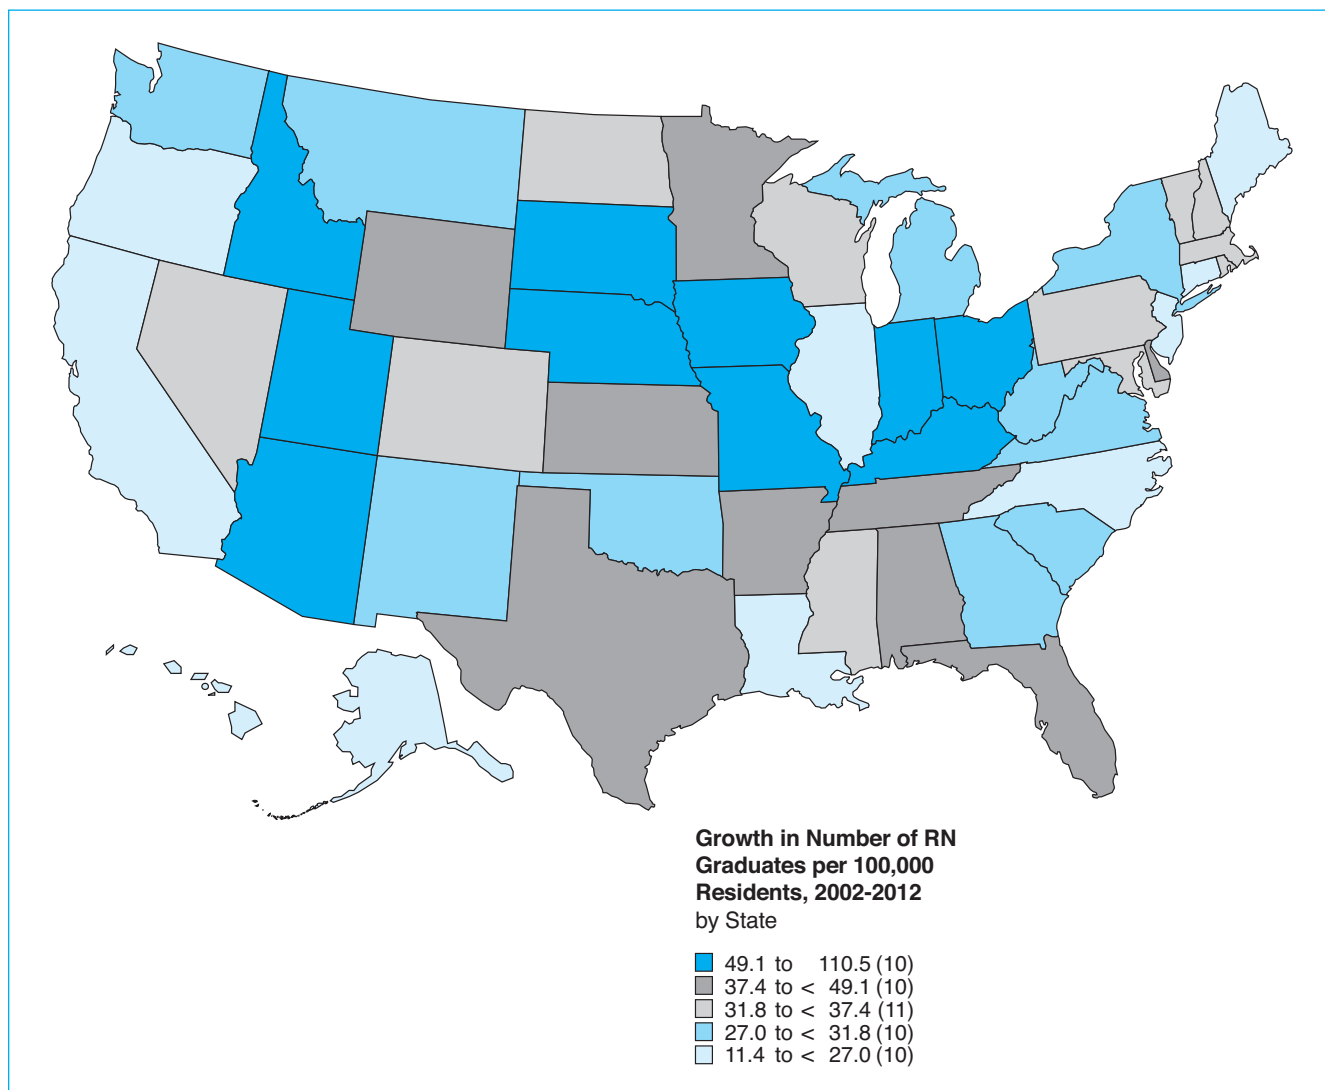 Growth in Number of RN
Graduates per 100,000
Residents, 2002-2012
by State
49.1 to 110.5 (10)
37.4 to < 49.1 (10)
31.8 to < 37.4 (11)
27.0 to < 31.8 (10)
11.4 to < 27.0 (10)